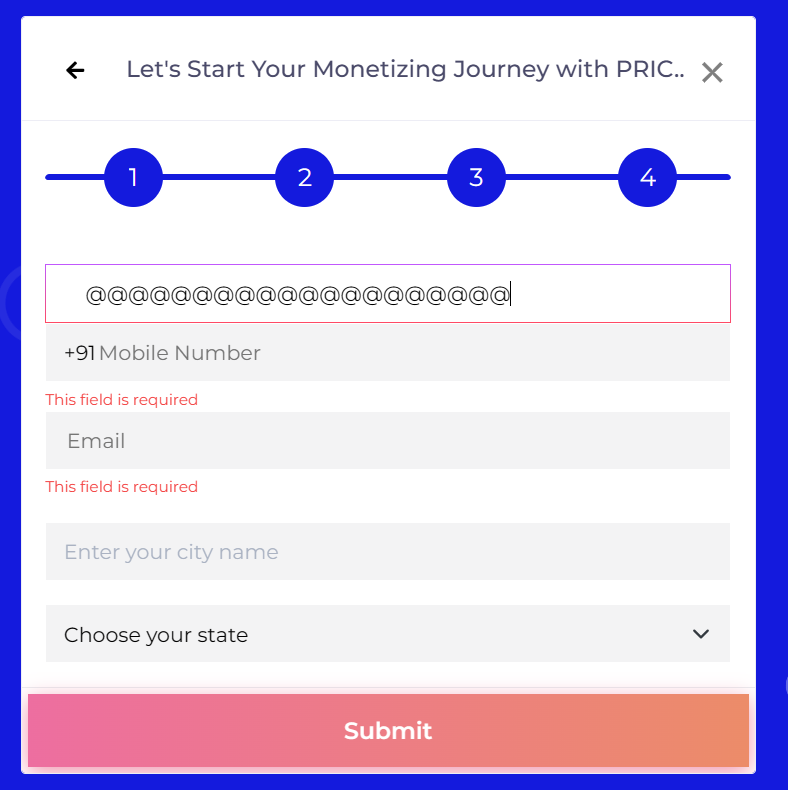 Let's Start Your Monetizing Journey with PRIC..
1
2
3
4
@@@@@@@@@@@@@@@@@@@@
+91 Mobile Number
This field is required
Email
This field is required
Enter your city name
Choose your state
Submit